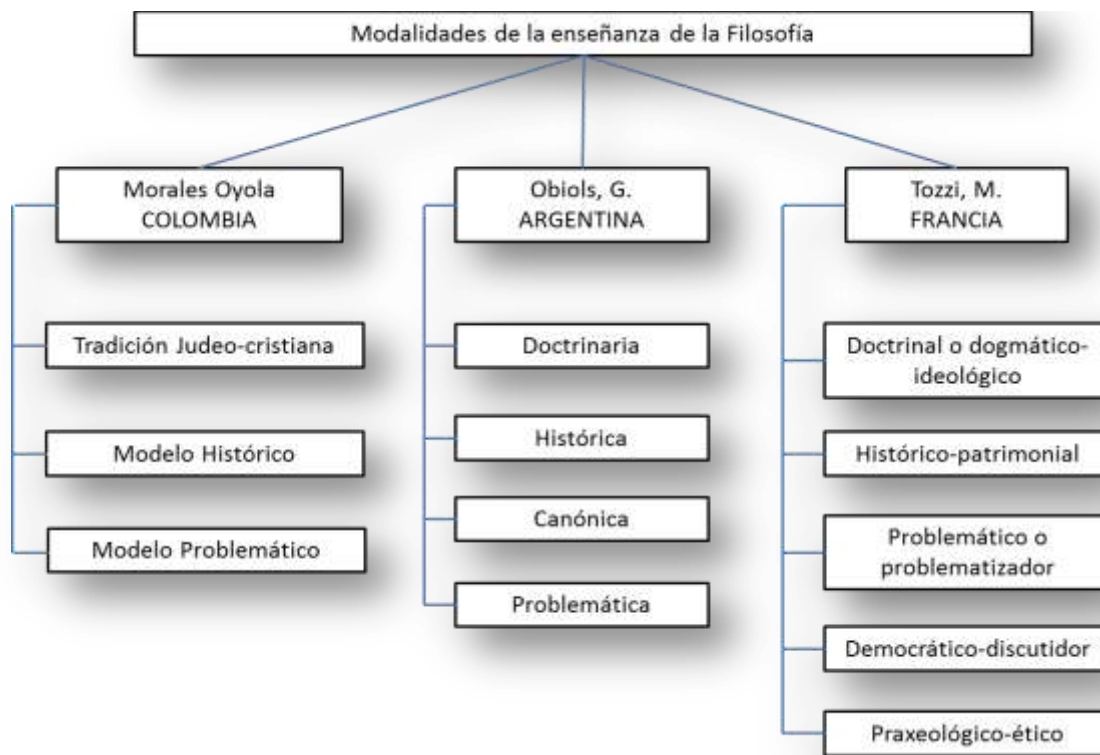 Modalidades de la enseñanza de la Filosofía
Morales Oyola
COLOMBIA
Tradición Judeo-cristiana
Modelo Histórico
Modelo Problemático
Obiols, G.
ARGENTINA
Doctrinaria
Histórica
Canónica
Problemática
Tozzi, M.
FRANCIA
Doctrinal o dogmático-
ideológico
Histórico-patrimonial
Problemático o
problematizador
Democrático-discutidor
Praxeológico-ético